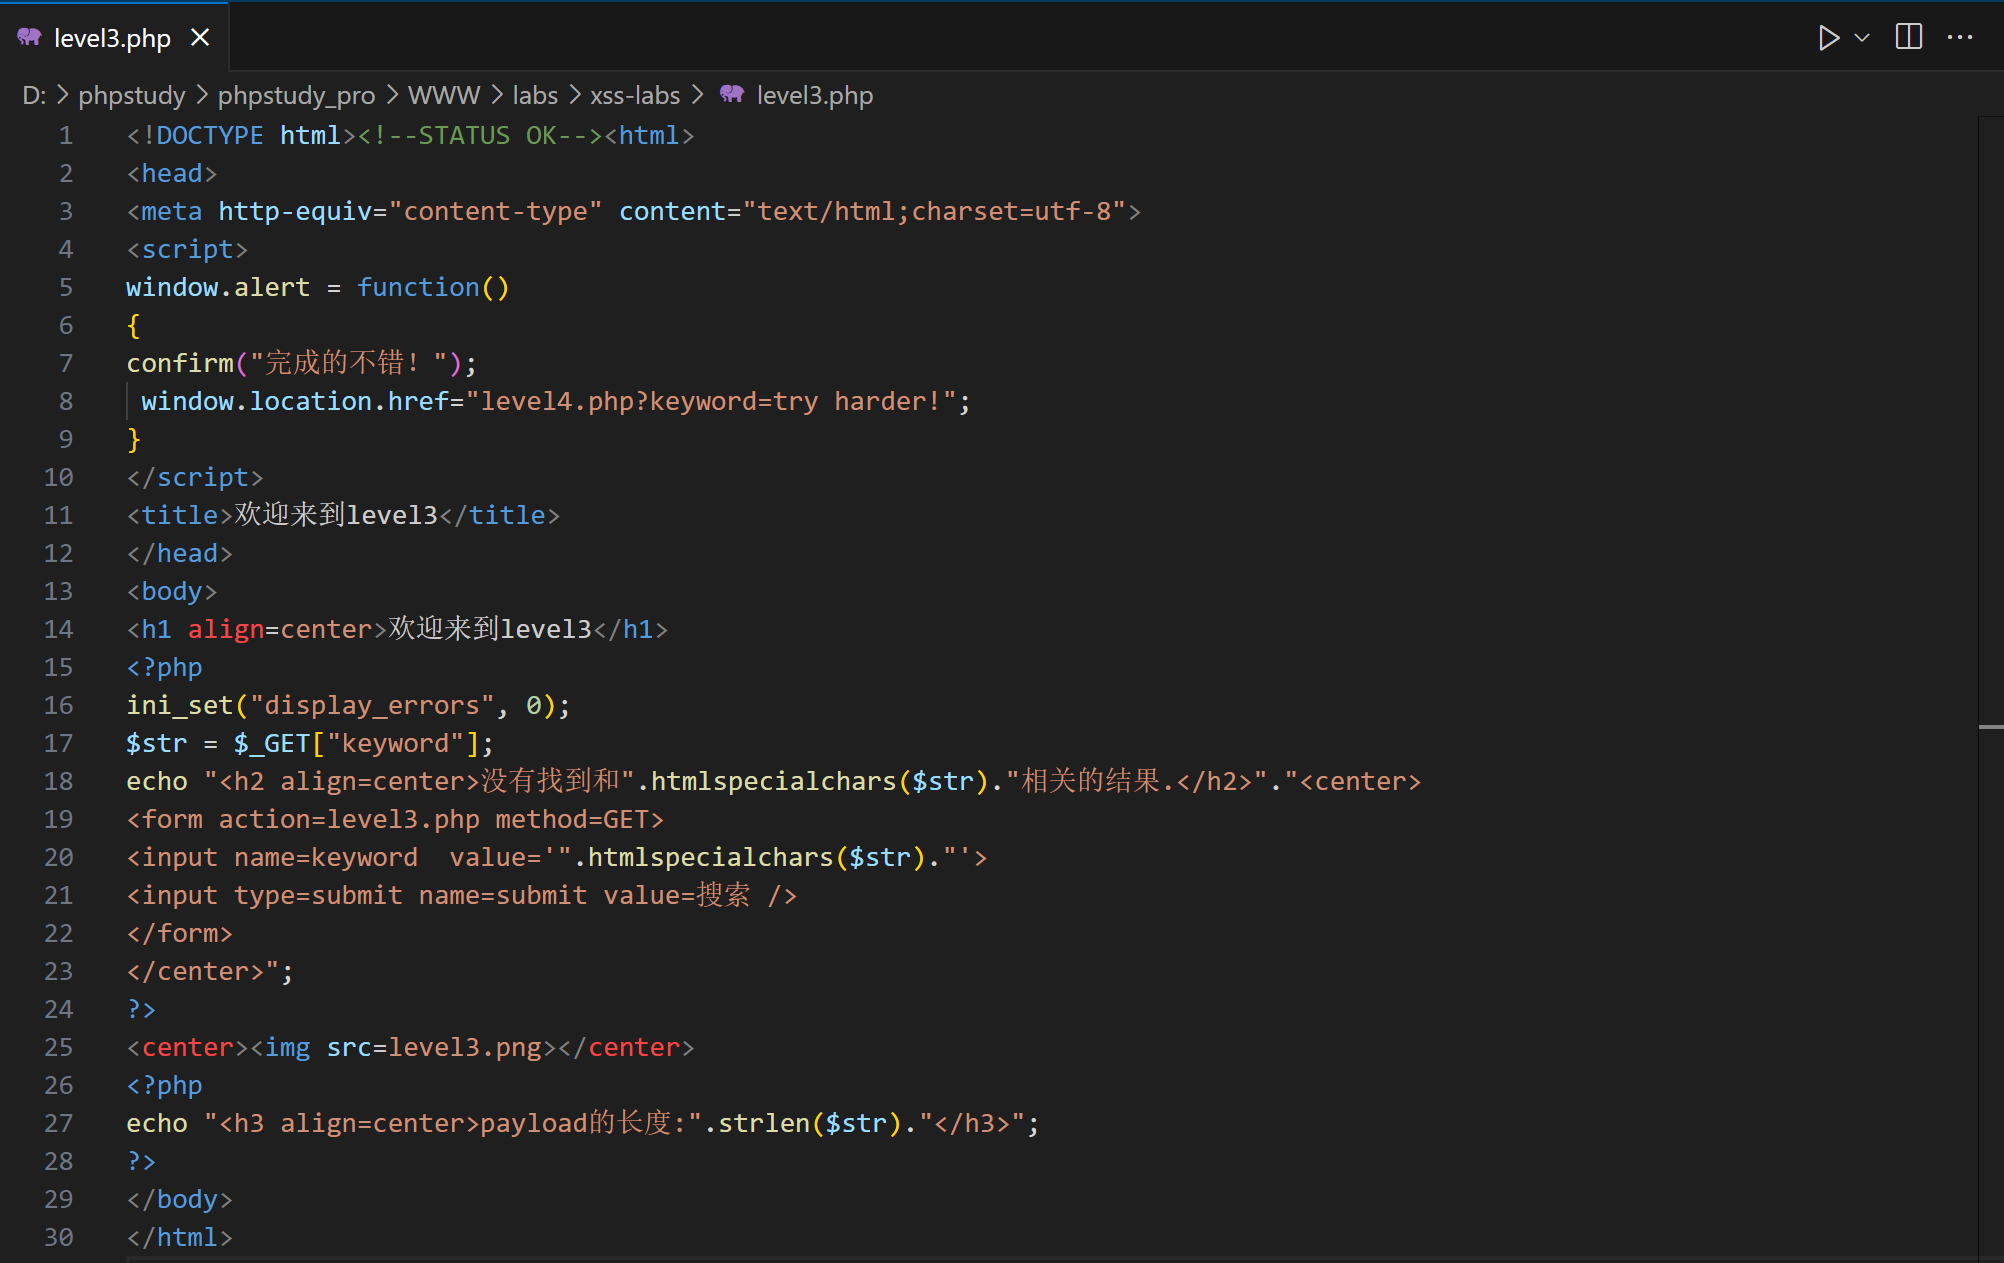 level3.php
D: > phpstudy > phpstudy_pro > WWW > labs > xss-labs > level3.php
1 <!DOCTYPE html><!--STATUS OK--><html>
2 <head>
3 <meta http-equiv="content-type" content="text/html;charset=utf-8">
4 <script>
5 window.alert = function()
6 {
7 confirm("完成的不错！");
8  window.location.href="level4.php?keyword=try harder!";
9 }
10 </script>
11 <title>欢迎来到level3</title>
12 </head>
13 <body>
14 <h1 align=center>欢迎来到level3</h1>
15 <?php
16 ini_set("display_errors", 0);
17 $str = $_GET["keyword"];
18 echo "<h2 align=center>没有找到和".htmlspecialchars($str)."相关的结果.</h2>"."<center>
19 <form action=level3.php method=GET>
20 <input name=keyword  value='".htmlspecialchars($str)."'>
21 <input type=submit name=submit value=搜索 />
22 </form>
23 </center>";
24 ?>
25 <center><img src=level3.png></center>
26 <?php
27 echo "<h3 align=center>payload的长度:".strlen($str)."</h3>";
28 ?>
29 </body>
30 </html>